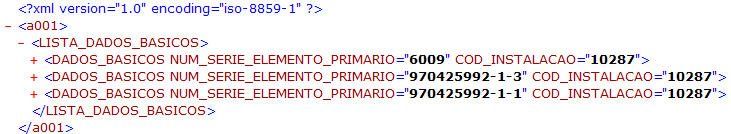 <?xml version="1.0" encoding="iso-8859-1" ?>
- <a001>
- <LISTA_DADOS_BASICOS>
+ <DADOS_BASICOS NUM_SERIE_ELEMENTO_PRIMARIO="6009" COD_INSTALACAO="10287">
+ <DADOS_BASICOS NUM_SERIE_ELEMENTO_PRIMARIO="970425992-1-3" COD_INSTALACAO="10287">
+ <DADOS_BASICOS NUM_SERIE_ELEMENTO_PRIMARIO="970425992-1-1" COD_INSTALACAO="10287">
</LISTA_DADOS_BASICOS>
</a001>